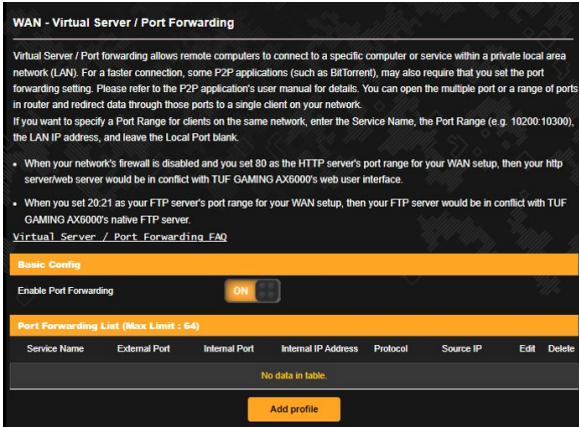 WAN - Virtual Server / Port Forwarding
Virtual Server / Port forwarding allows remote computers to connect to a specific computer or service within a private local area
network (LAN). For a faster connection, some P2P applications (such as BitTorrent), may also require that you set the port
forwarding setting. Please refer to the P2P application's user manual for details. You can open the multiple port or a range of ports
in router and redirect data through those ports to a single client on your network.
If you want to specify a Port Range for clients on the same network, enter the Service Name, the Port Range (e.g. 10200:10300),
the LAN IP address, and leave the Local Port blank.
• When your network's firewall is disabled and you set 80 as the HTTP server's port range for your WAN setup, then your http
server/web server would be in conflict with TUF GAMING AX6000's web user interface.
• When you set 20:21 as your FTP server's port range for your WAN setup, then your FTP server would be in conflict with TUF
GAMING AX6000's native FTP server.
Virtual Server / Port Forwarding FAQ
Basic Config
Enable Port Forwarding ON
Port Forwarding List (Max Limit : 64)
Service Name External Port Internal Port Internal IP Address Protocol Source IP Edit Delete
No data in table.
Add profile